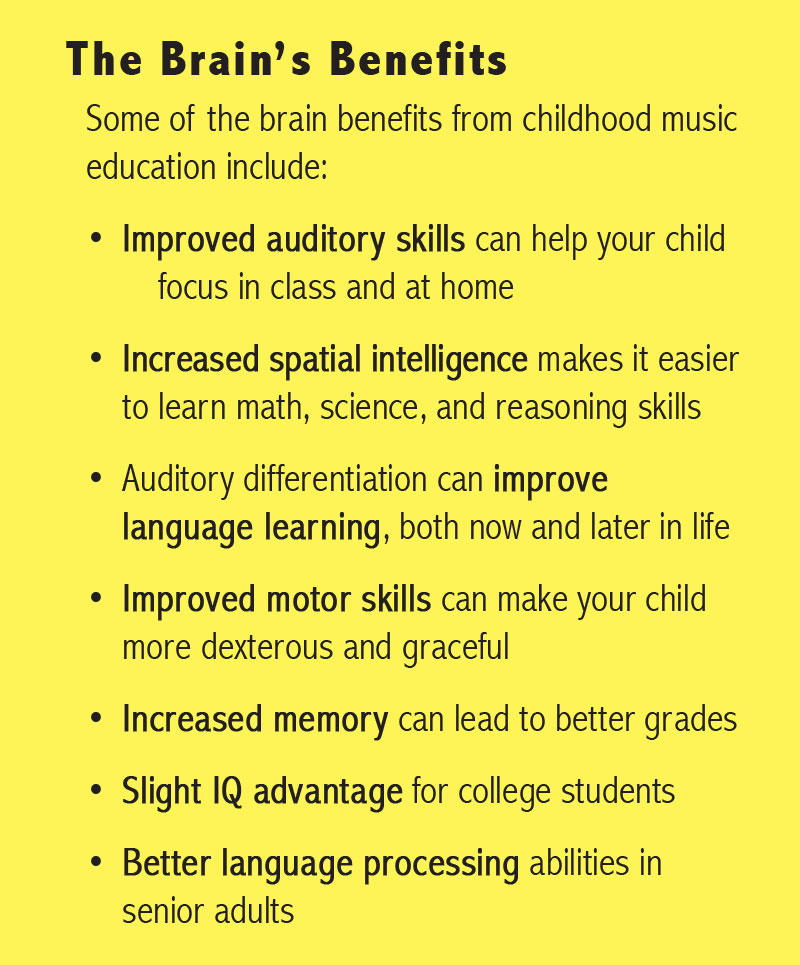 The Brain’s Benefits
Some of the brain benefits from childhood music
education include:
• Improved auditory skills can help your child
focus in class and at home
• Increased spatial intelligence makes it easier
to learn math, science, and reasoning skills
• Auditory differentiation can improve
language learning, both now and later in life
• Improved motor skills can make your child
more dexterous and graceful
• Increased memory can lead to better grades
• Slight IQ advantage for college students
• Better language processing abilities in
senior adults